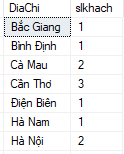 DiaChi slkhach
Bắc Giang 1
Bình Định 1
Cà Mau 2
Cần Thơ 3
Điện Biên 1
Hà Nam 1
Hà Nội 2